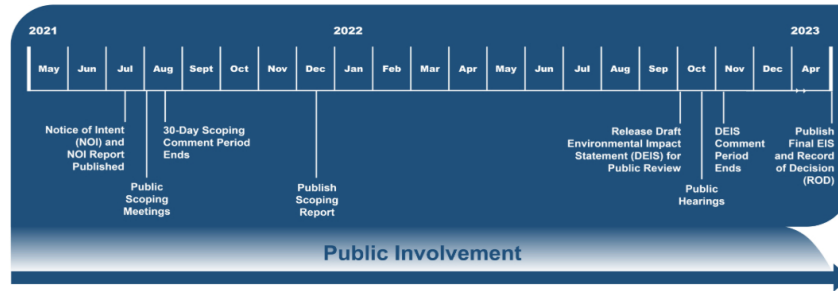 2021 2022 2023
May Jun Jul Aug Sept Oct Nov Dec Jan Feb Mar Apr May Jun Jul Aug Sep Oct Nov Dec Apr
Notice of Intent
(NOI) and
NOI Report
Published
Public
Scoping
Meetings
30-Day Scoping
Comment Period
Ends
Publish
Scoping
Report
Release Draft
Environmental Impact
Statement (DEIS) for
Public Review
Public
Hearings
DEIS
Comment
Period
Ends
Publish
Final EIS
and Record
of Decision
(ROD)
Public Involvement